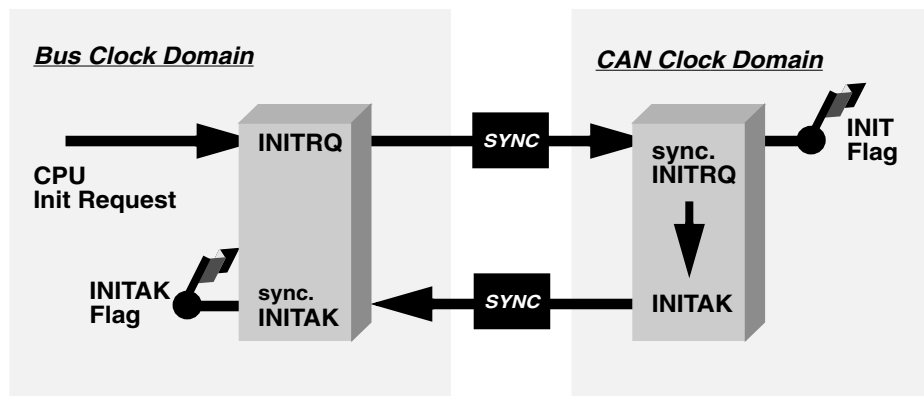 Bus Clock Domain
CAN Clock Domain
CPU
Init Request
INITRQ
SYNC
sync.
INITRQ
INIT
Flag
INITAK
Flag
sync.
INITAK
SYNC
INITAK